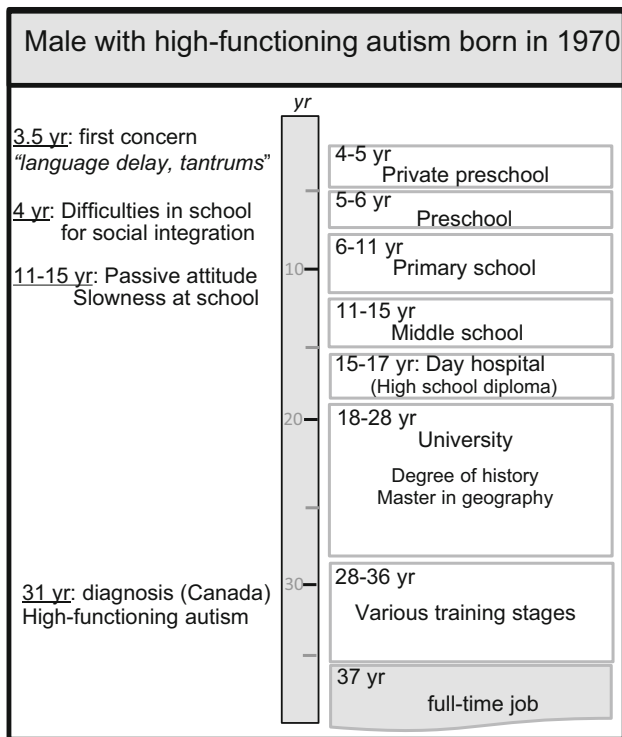 Male with high-functioning autism born in 1970
yr
3.5 yr: first concern
"language delay, tantrums"
4 yr: Difficulties in school
for social integration
11-15 yr: Passive attitude
Slowness at school
31 yr: diagnosis (Canada)
High-functioning autism
10
20
30
4-5 yr
Private preschool
5-6 yr
Preschool
6-11 yr
Primary school
11-15 yr
Middle school
15-17 yr: Day hospital
(High school diploma)
18-28 yr
University
Degree of history
Master in geography
28-36 yr
Various training stages
37 yr
full-time job